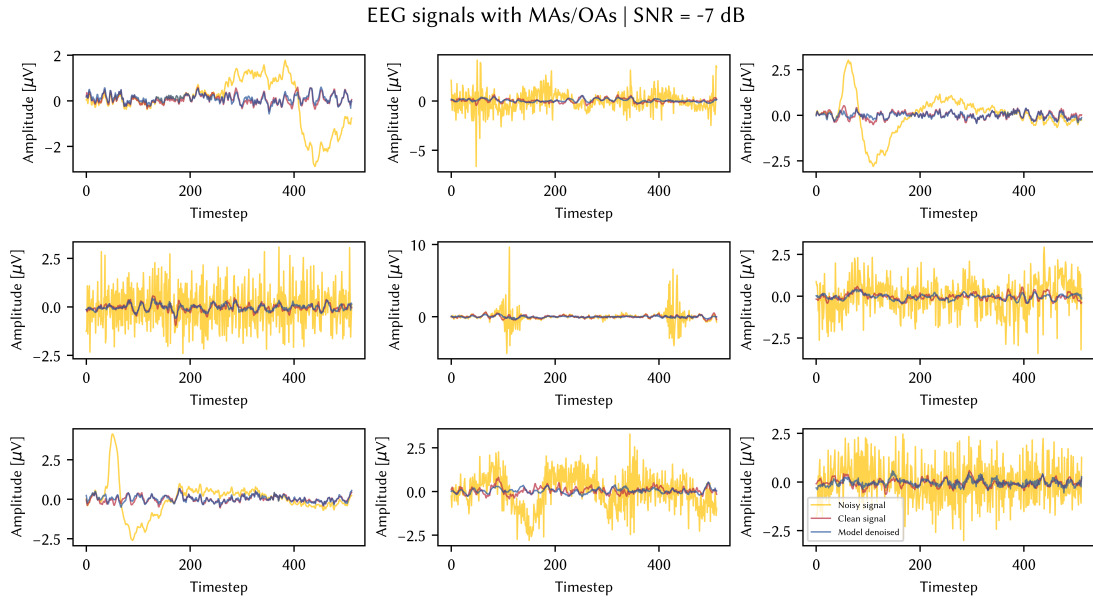 EEG signals with MAs/OAs | SNR = -7 dB
Amplitude [μV]
2
0
−2
0
200
400
Timestep
Amplitude [μV]
0
−5
0
200
400
Timestep
Amplitude [μV]
2.5
0.0
−2.5
0
200
400
Timestep
Amplitude [μV]
2.5
0.0
−2.5
0
200
400
Timestep
Amplitude [μV]
10
0
0
200
400
Timestep
Amplitude [μV]
2.5
0.0
−2.5
0
200
400
Timestep
Amplitude [μV]
2.5
0.0
−2.5
0
200
400
Timestep
Amplitude [μV]
2.5
0.0
−2.5
0
200
400
Timestep
Amplitude [μV]
2.5
0.0
−2.5
Noisy signal
Clean signal
Model denoised
0
200
400
Timestep